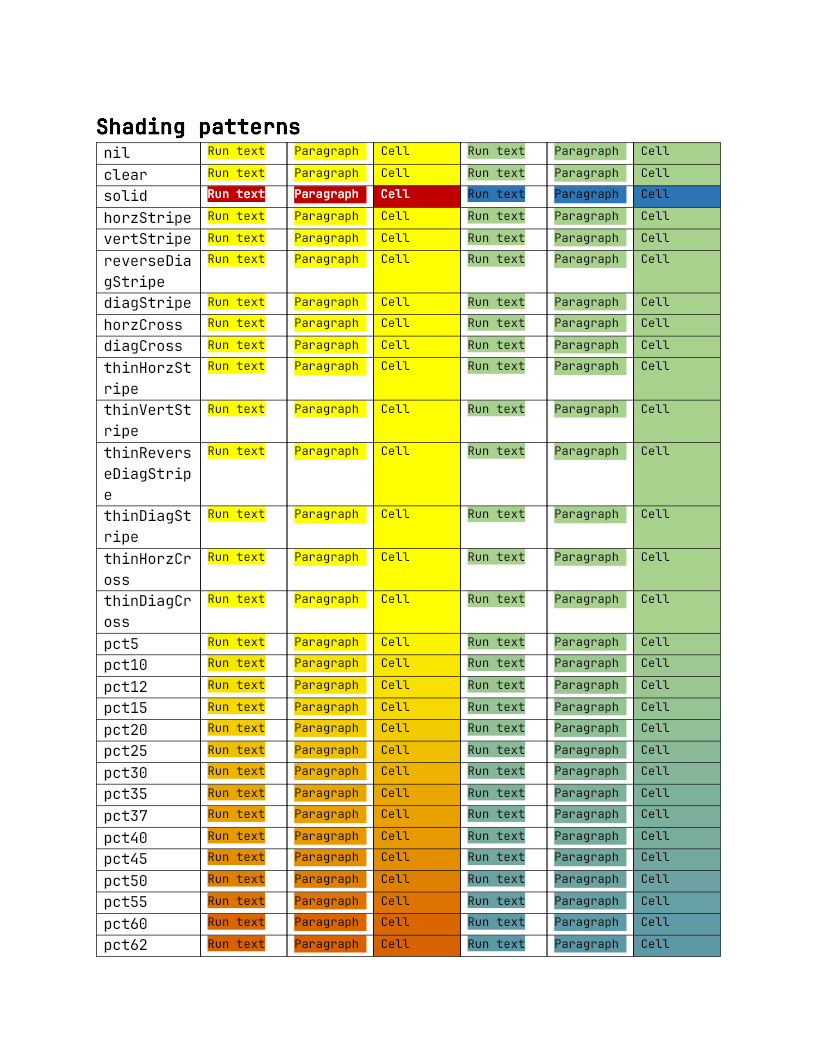 Shading patterns
nil Run text Paragraph Cell Run text Paragraph Cell
clear Run text Paragraph Cell Run text Paragraph Cell
solid Run text Paragraph Cell Run text Paragraph Cell
horzStripe Run text Paragraph Cell Run text Paragraph Cell
vertStripe Run text Paragraph Cell Run text Paragraph Cell
reverseDia Run text Paragraph Cell Run text Paragraph Cell
gStripe
diagStripe Run text Paragraph Cell Run text Paragraph Cell
horzCross Run text Paragraph Cell Run text Paragraph Cell
diagCross Run text Paragraph Cell Run text Paragraph Cell
thinHorzSt Run text Paragraph Cell Run text Paragraph Cell
ripe
thinVertSt Run text Paragraph Cell Run text Paragraph Cell
ripe
thinRevers Run text Paragraph Cell Run text Paragraph Cell
eDiagStrip
e
thinDiagSt Run text Paragraph Cell Run text Paragraph Cell
ripe
thinHorzCr Run text Paragraph Cell Run text Paragraph Cell
oss
thinDiagCr Run text Paragraph Cell Run text Paragraph Cell
oss
pct5 Run text Paragraph Cell Run text Paragraph Cell
pct10 Run text Paragraph Cell Run text Paragraph Cell
pct12 Run text Paragraph Cell Run text Paragraph Cell
pct15 Run text Paragraph Cell Run text Paragraph Cell
pct20 Run text Paragraph Cell Run text Paragraph Cell
pct25 Run text Paragraph Cell Run text Paragraph Cell
pct30 Run text Paragraph Cell Run text Paragraph Cell
pct35 Run text Paragraph Cell Run text Paragraph Cell
pct37 Run text Paragraph Cell Run text Paragraph Cell
pct40 Run text Paragraph Cell Run text Paragraph Cell
pct45 Run text Paragraph Cell Run text Paragraph Cell
pct50 Run text Paragraph Cell Run text Paragraph Cell
pct55 Run text Paragraph Cell Run text Paragraph Cell
pct60 Run text Paragraph Cell Run text Paragraph Cell
pct62 Run text Paragraph Cell Run text Paragraph Cell